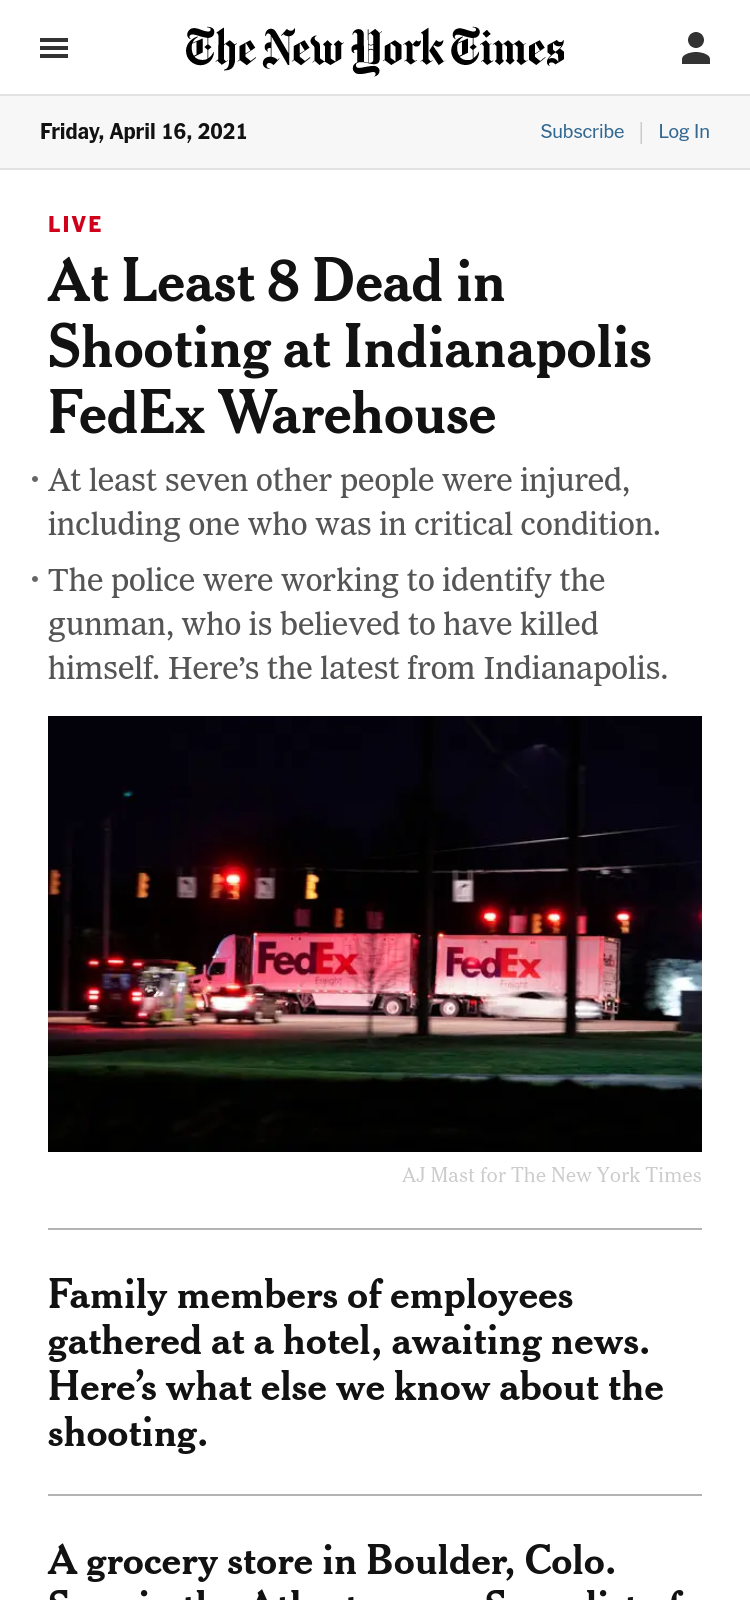 The New York Times
Friday, April 16, 2021
Subscribe | Log In
LIVE
At Least 8 Dead in
Shooting at Indianapolis
FedEx Warehouse
• At least seven other people were injured,
including one who was in critical condition.
• The police were working to identify the
gunman, who is believed to have killed
himself. Here’s the latest from Indianapolis.
FedEx FedEx
Freight Freight
AJ Mast for The New York Times
Family members of employees
gathered at a hotel, awaiting news.
Here’s what else we know about the
shooting.
A grocery store in Boulder, Colo.